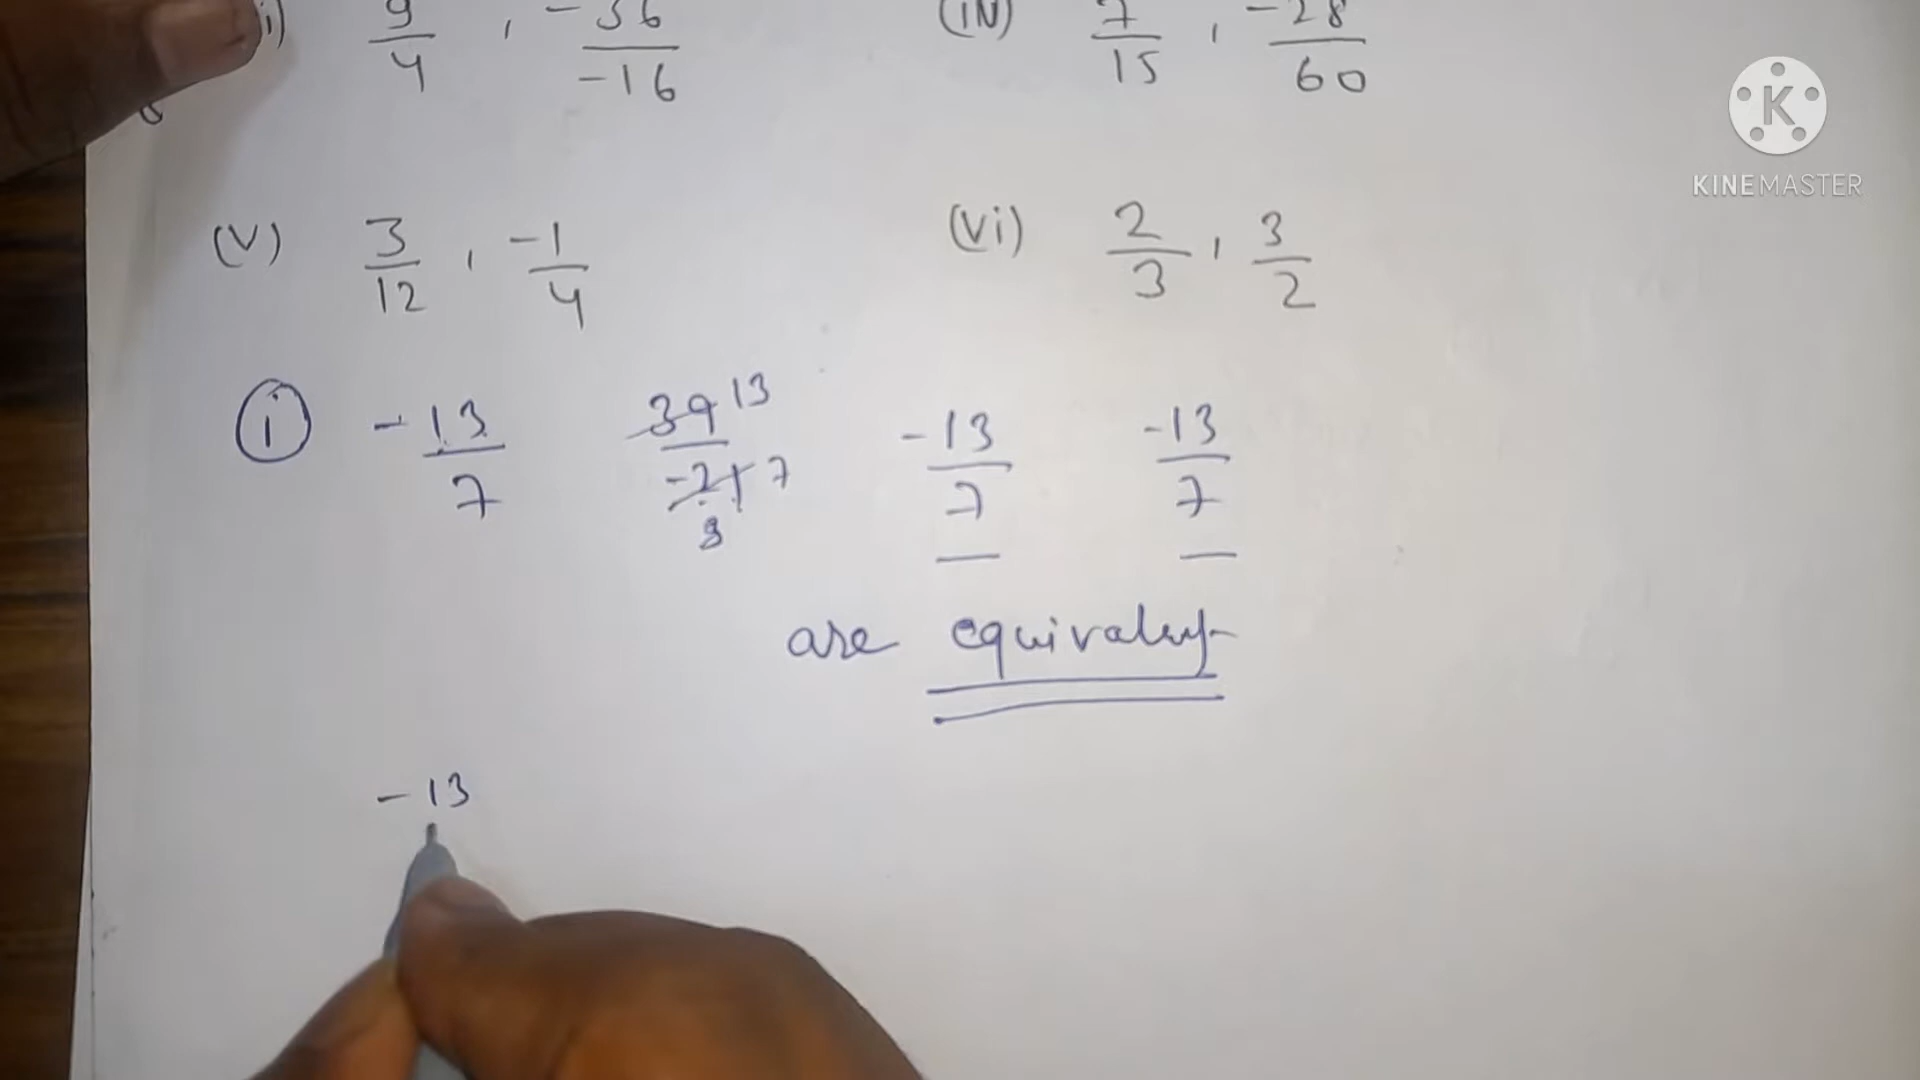 i) 9/4 , -36/-16 (iv) 7/15 , -28/60
K
KINEMASTER
(v) 3/12 , -1/4 (vi) 2/3 , 3/2
i -13/7 39/-21 13 7 3 -13/7 -13/7
are equivalent
-13